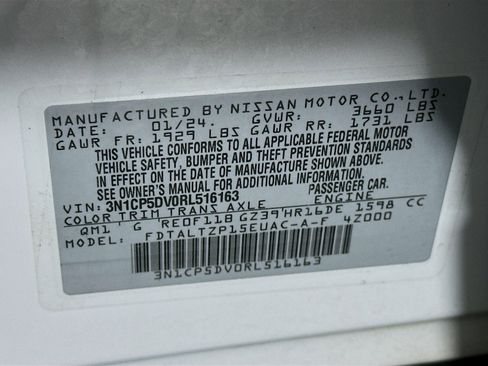 MANUFACTURED BY NISSAN MOTOR CO., LTD.
DATE: 01/24. GVWR: 3660 LBS
GAWR FR: 1929 LBS GAWR RR: 1731 LBS
THIS VEHICLE CONFORMS TO ALL APPLICABLE FEDERAL MOTOR
VEHICLE SAFETY, BUMPER AND THEFT PREVENTION STANDARDS
IN EFFECT ON THE DATE OF MANUFACTURE SHOWN ABOVE.
SEE OWNER'S MANUAL FOR ADDITIONAL INFORMATION.
VIN: 3N1CP5DV0RL516163 PASSENGER CAR.
COLOR TRIM TRANS AXLE ENGINE
QM1 G RE0F11B GZ39 HR16DE 1598 CC
MODEL: FDTALTZP15EUAC-A-F 4Z000
3N1CP5DV0RL516163